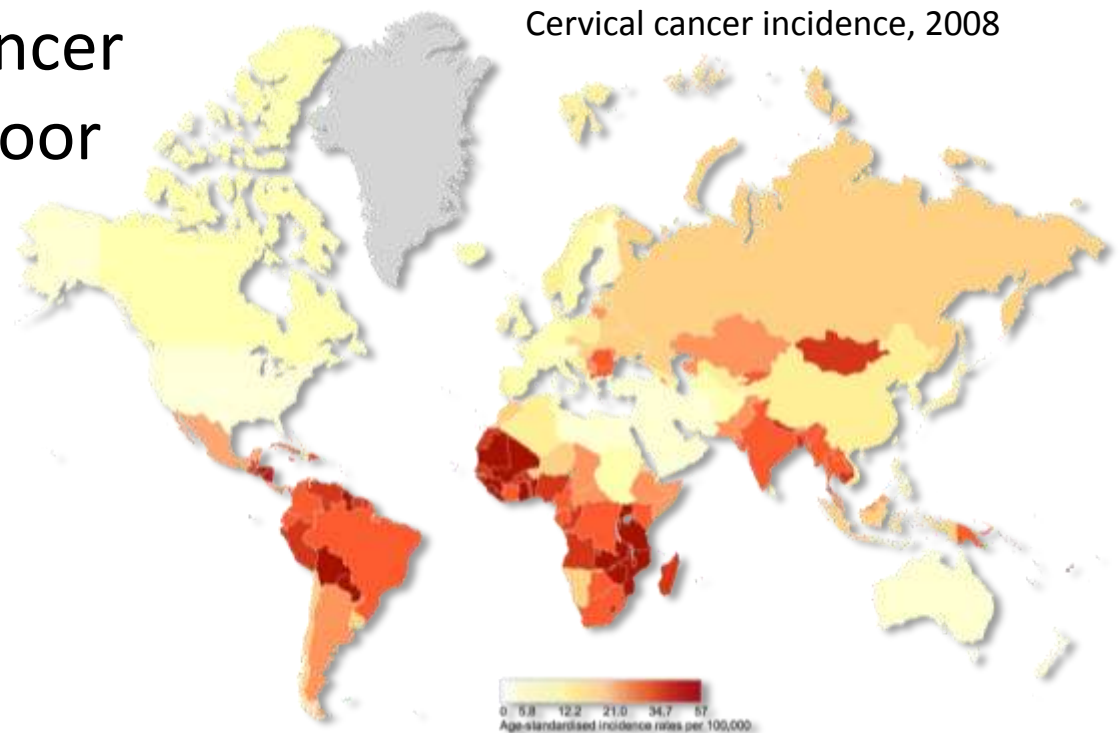 ncer
oor
Cervical cancer incidence, 2008
0 5.8 12.2 21.0 34.7 57
Age-standardised incidence rates per 100,000